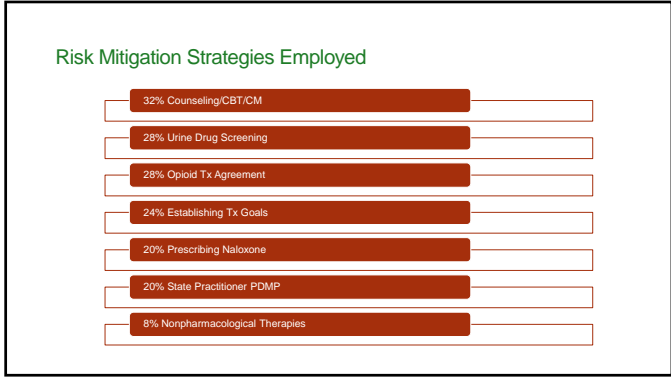 Risk Mitigation Strategies Employed
32% Counseling/CBT/CM
28% Urine Drug Screening
28% Opioid Tx Agreement
24% Establishing Tx Goals
20% Prescribing Naloxone
20% State Practitioner PDMP
8% Nonpharmacological Therapies